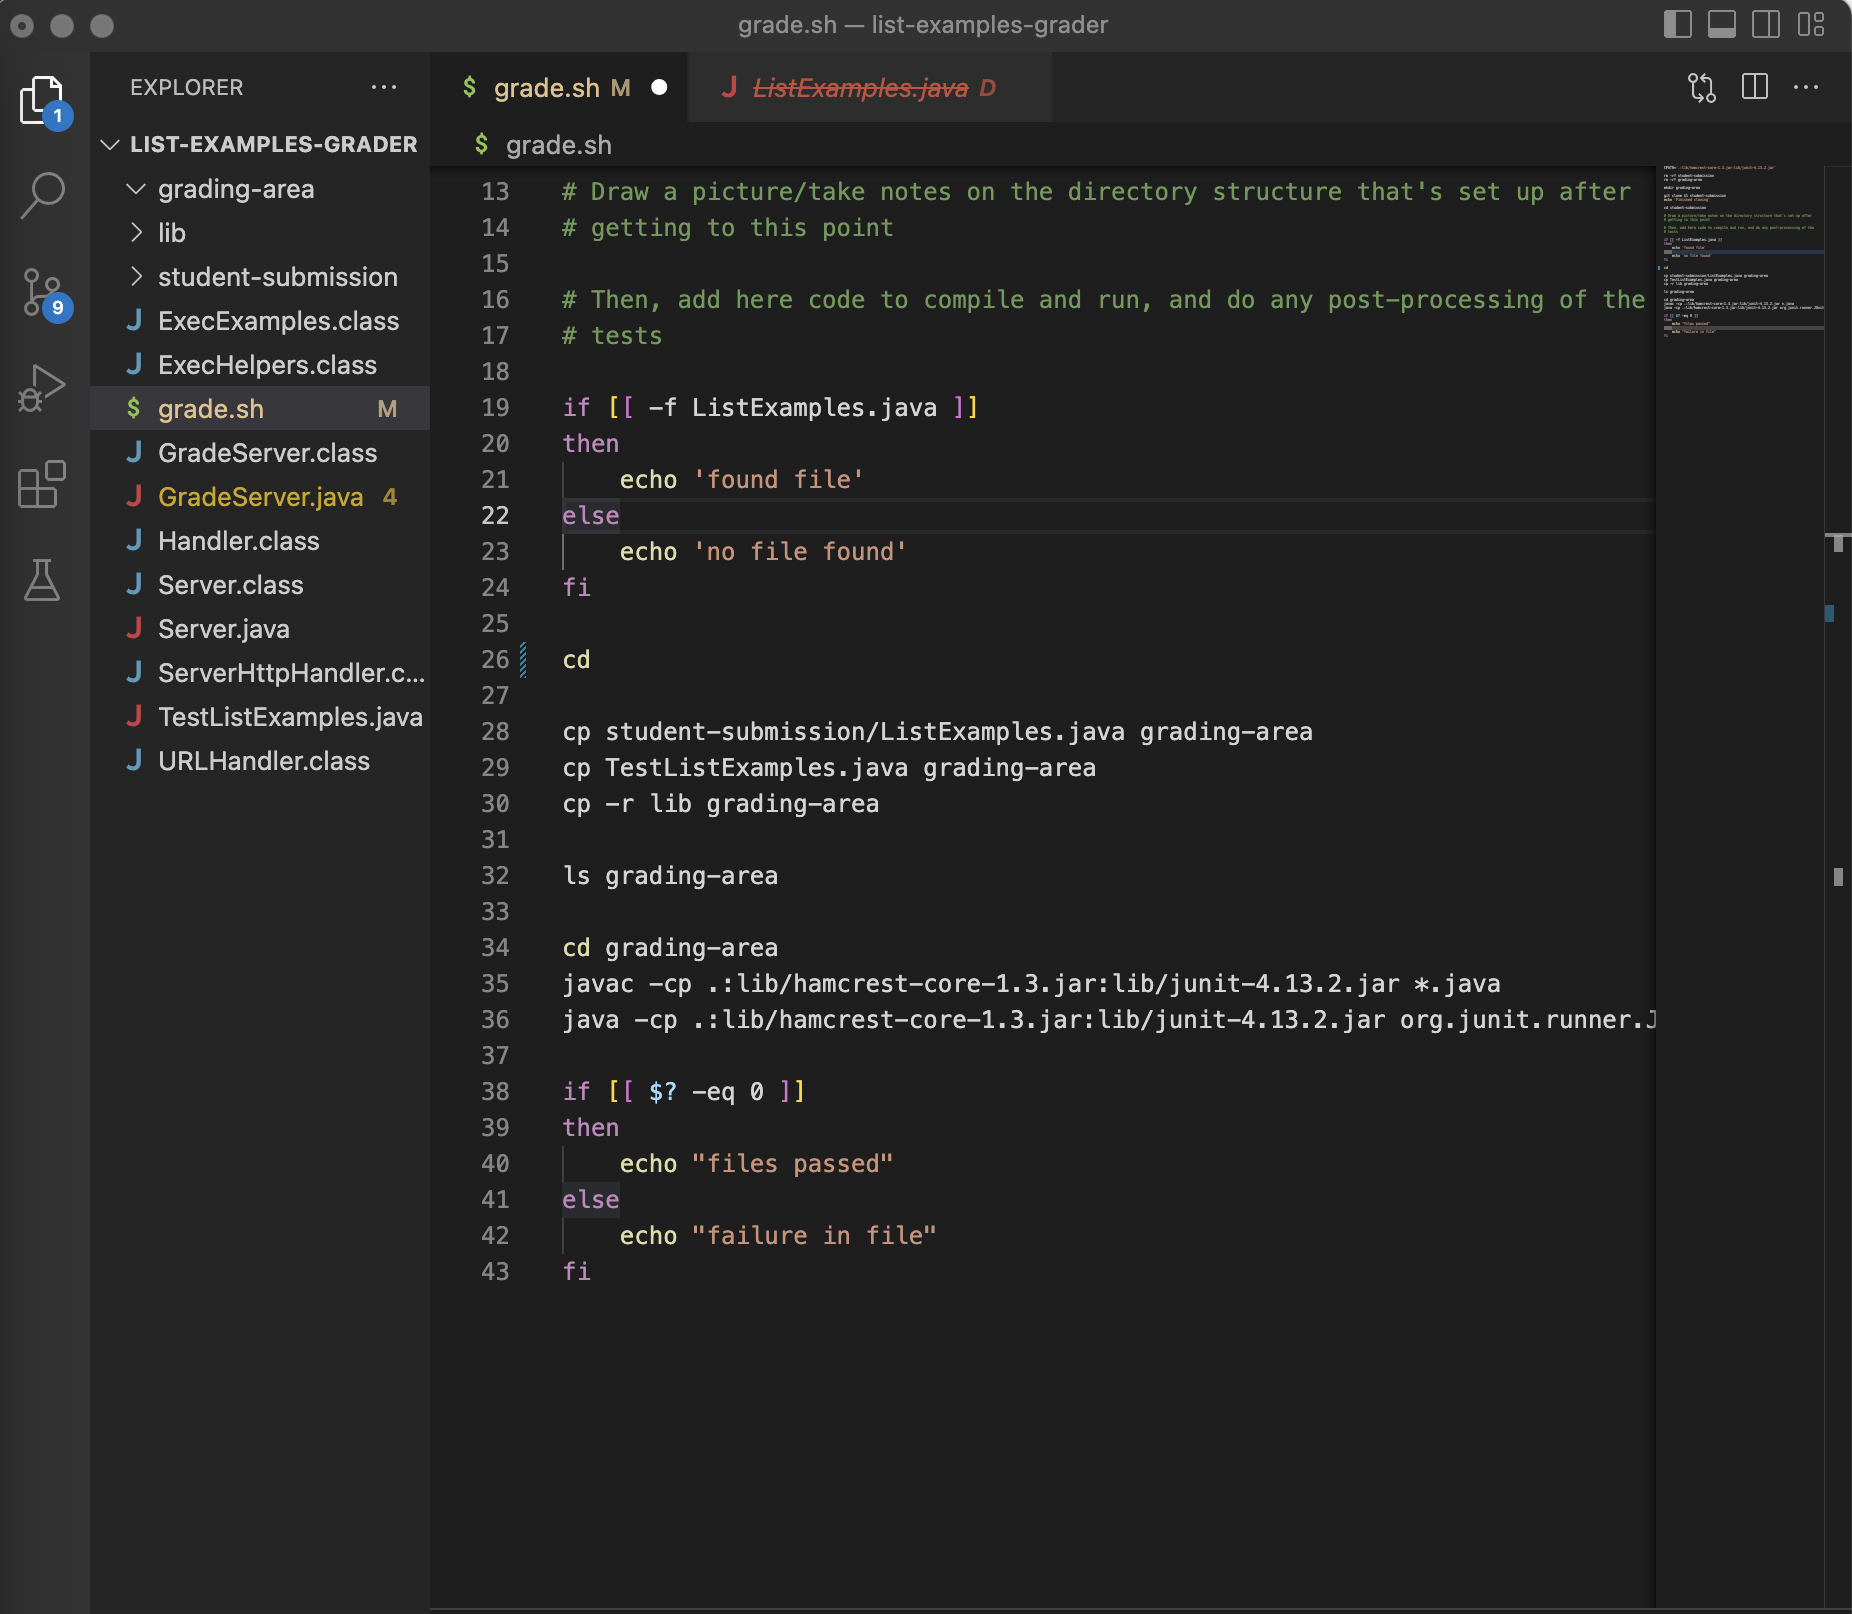 grade.sh — list-examples-grader
EXPLORER
LIST-EXAMPLES-GRADER
grading-area
lib
student-submission
ExecExamples.class
ExecHelpers.class
grade.sh M
GradeServer.class
GradeServer.java 4
Handler.class
Server.class
Server.java
ServerHttpHandler.c...
TestListExamples.java
URLHandler.class
1
9
$ grade.sh M
J ListExamples.java D
$ grade.sh
13 # Draw a picture/take notes on the directory structure that's set up after
14 # getting to this point
15
16 # Then, add here code to compile and run, and do any post-processing of the
17 # tests
18
19 if [[ -f ListExamples.java ]]
20 then
21 echo 'found file'
22 else
23 echo 'no file found'
24 fi
25
26 cd
27
28 cp student-submission/ListExamples.java grading-area
29 cp TestListExamples.java grading-area
30 cp -r lib grading-area
31
32 ls grading-area
33
34 cd grading-area
35 javac -cp .:lib/hamcrest-core-1.3.jar:lib/junit-4.13.2.jar *.java
36 java -cp .:lib/hamcrest-core-1.3.jar:lib/junit-4.13.2.jar org.junit.runner.J
37
38 if [[ $? -eq 0 ]]
39 then
40 echo "files passed"
41 else
42 echo "failure in file"
43 fi